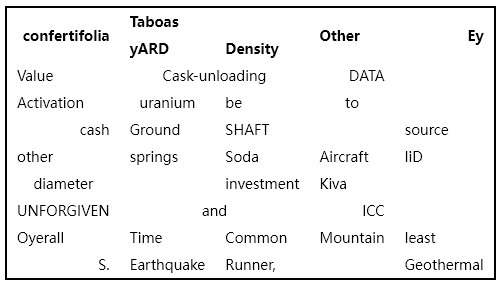 confertifolia Taboas yARD Density Other Ey
Value Cask-unloading DATA
Activation uranium be to
cash Ground SHAFT source
other springs Soda Aircraft IiD
diameter investment Kiva
UNFORGIVEN and ICC
Oyerall Time Common Mountain least
S. Earthquake Runner, Geothermal